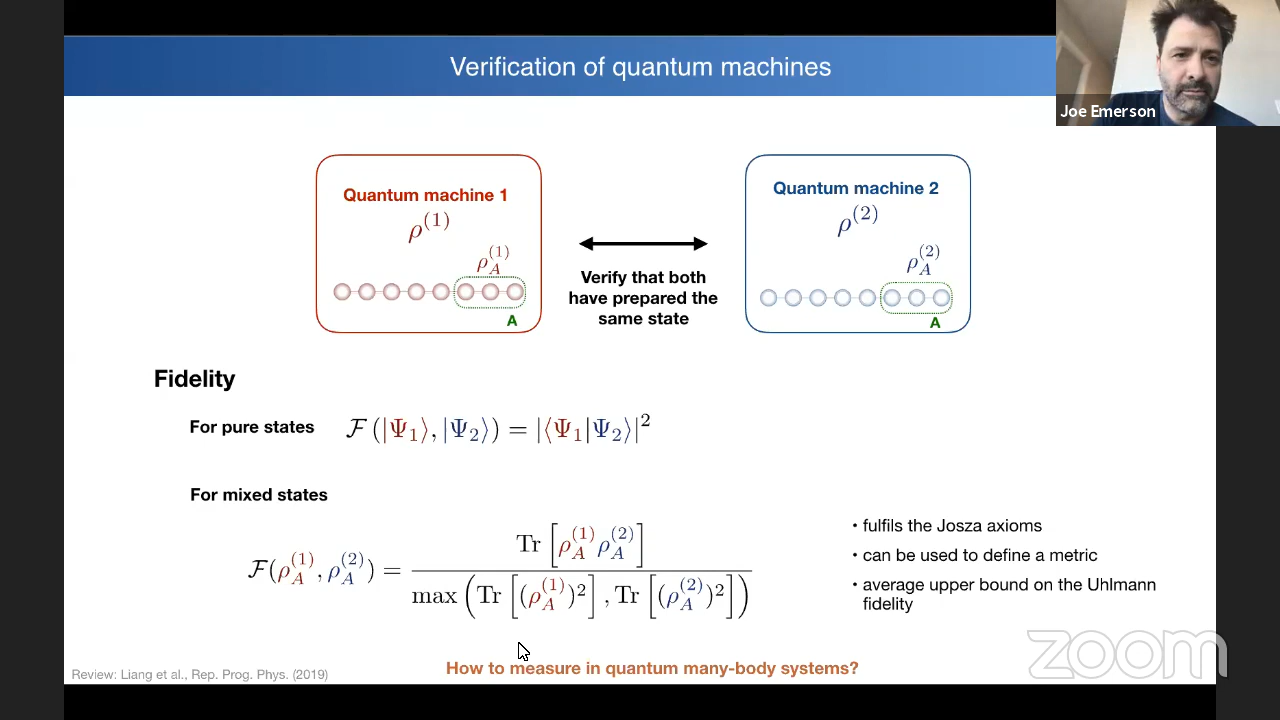 Verification of quantum machines
Joe Emerson
Quantum machine 1
ρ^(1)
ρ_A^(1)
A
Verify that both
have prepared the
same state
Quantum machine 2
ρ^(2)
ρ_A^(2)
A
Fidelity
For pure states F(|Ψ_1⟩, |Ψ_2⟩) = |⟨Ψ_1|Ψ_2⟩|^2
For mixed states
F(ρ_A^(1), ρ_A^(2)) = Tr[ρ_A^(1) ρ_A^(2)] / max(Tr[(ρ_A^(1))^2], Tr[(ρ_A^(2))^2])
• fulfils the Josza axioms
• can be used to define a metric
• average upper bound on the Uhlmann
fidelity
How to measure in quantum many-body systems?
Review: Liang et al., Rep. Prog. Phys. (2019)
zoom